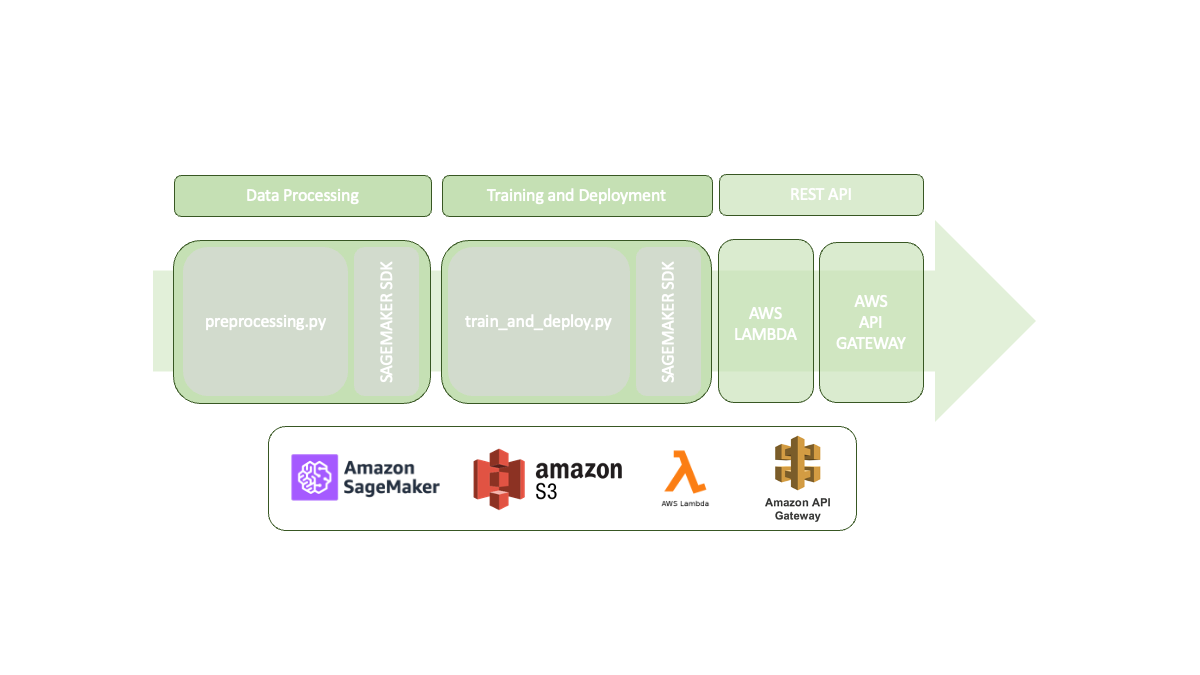 Data Processing
Training and Deployment
REST API
preprocessing.py
SAGEMAKER SDK
train_and_deploy.py
SAGEMAKER SDK
AWS
LAMBDA
AWS
API
GATEWAY
Amazon
SageMaker
amazon
S3
AWS Lambda
Amazon API
Gateway